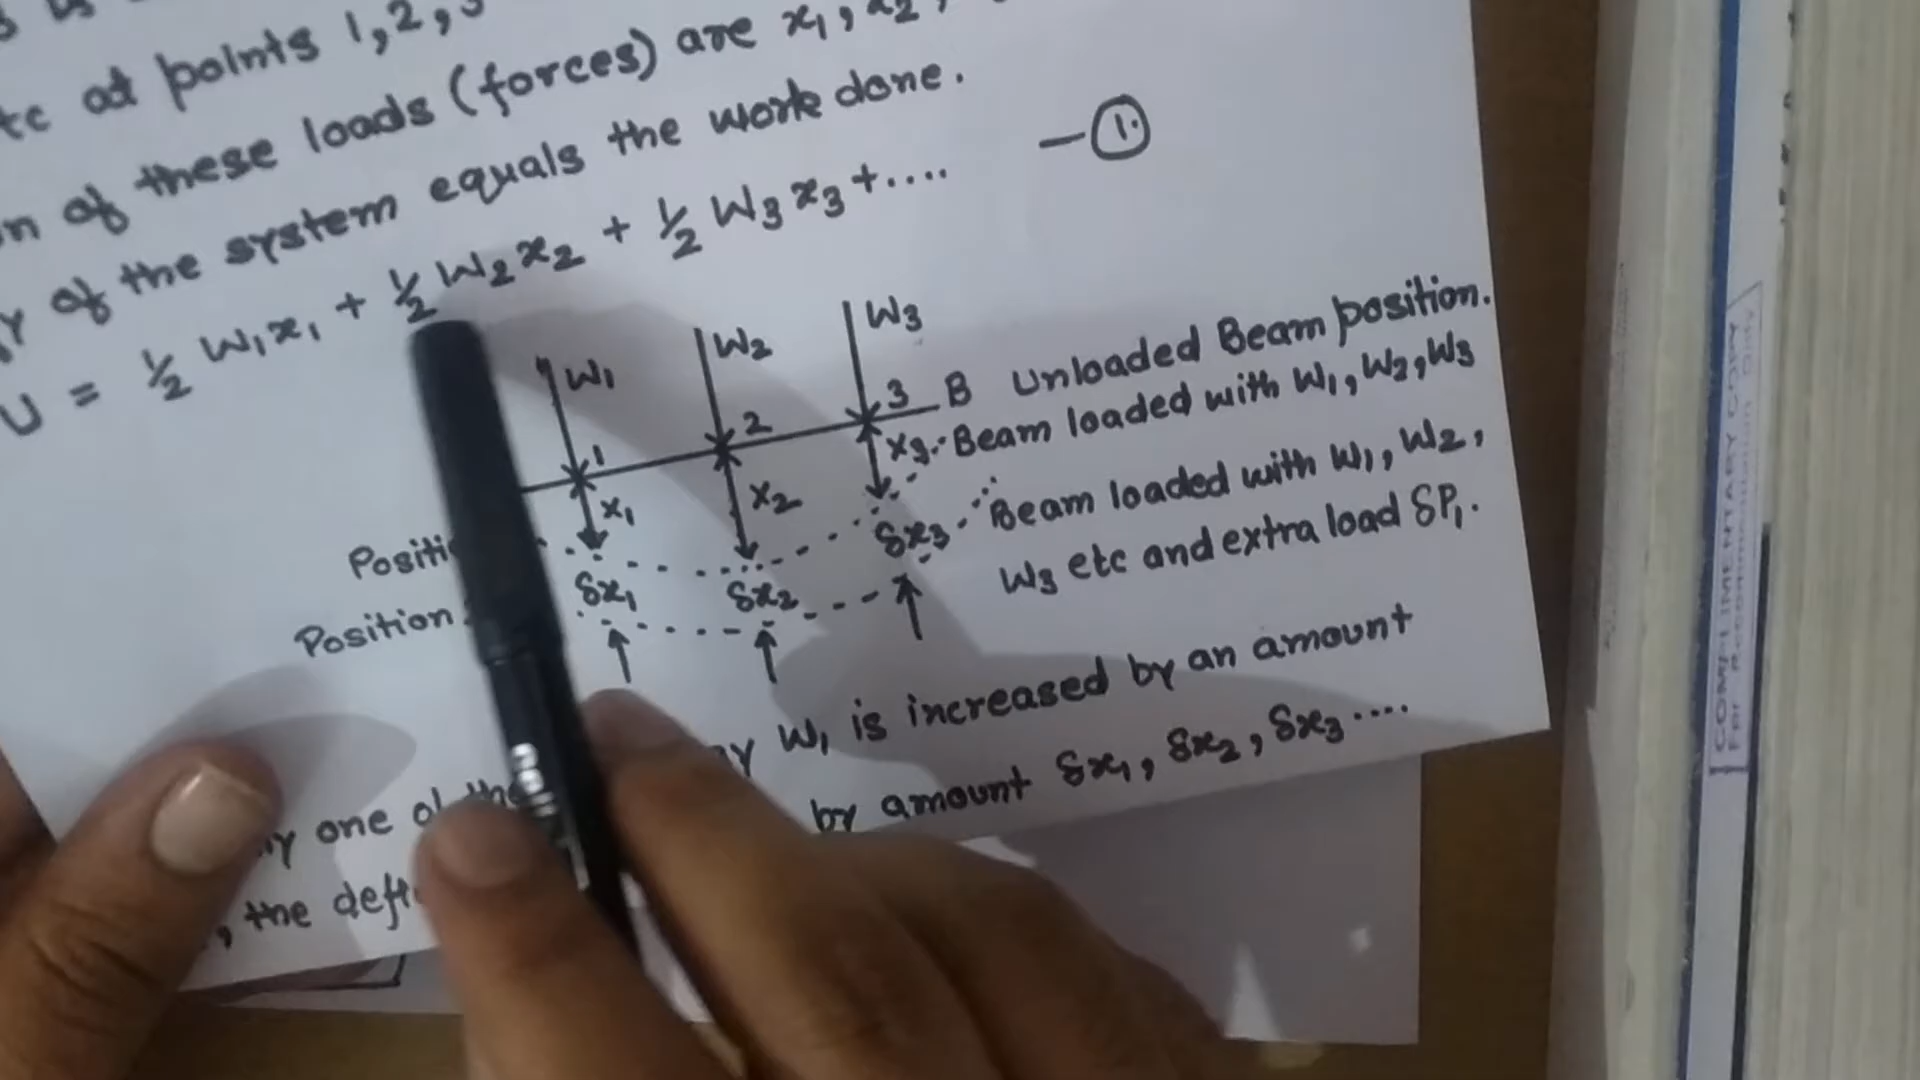 at points 1, 2, 3
of these loads (forces) are x₁, x₂,
of the system equals the work done.
U = ½ W₁x₁ + ½ W₂x₂ + ½ W₃x₃ + .... —①
W₁ W₂ W₃
1 2 3 B Unloaded Beam position.
x₁ x₂ x₃ Beam loaded with W₁, W₂, W₃
δx₁ δx₂ δx₃ Beam loaded with W₁, W₂,
W₃ etc and extra load δP₁.
Position
one of the W₁ is increased by an amount
, the by amount δx₁, δx₂, δx₃ ....
COMPLIMENTARY COPY